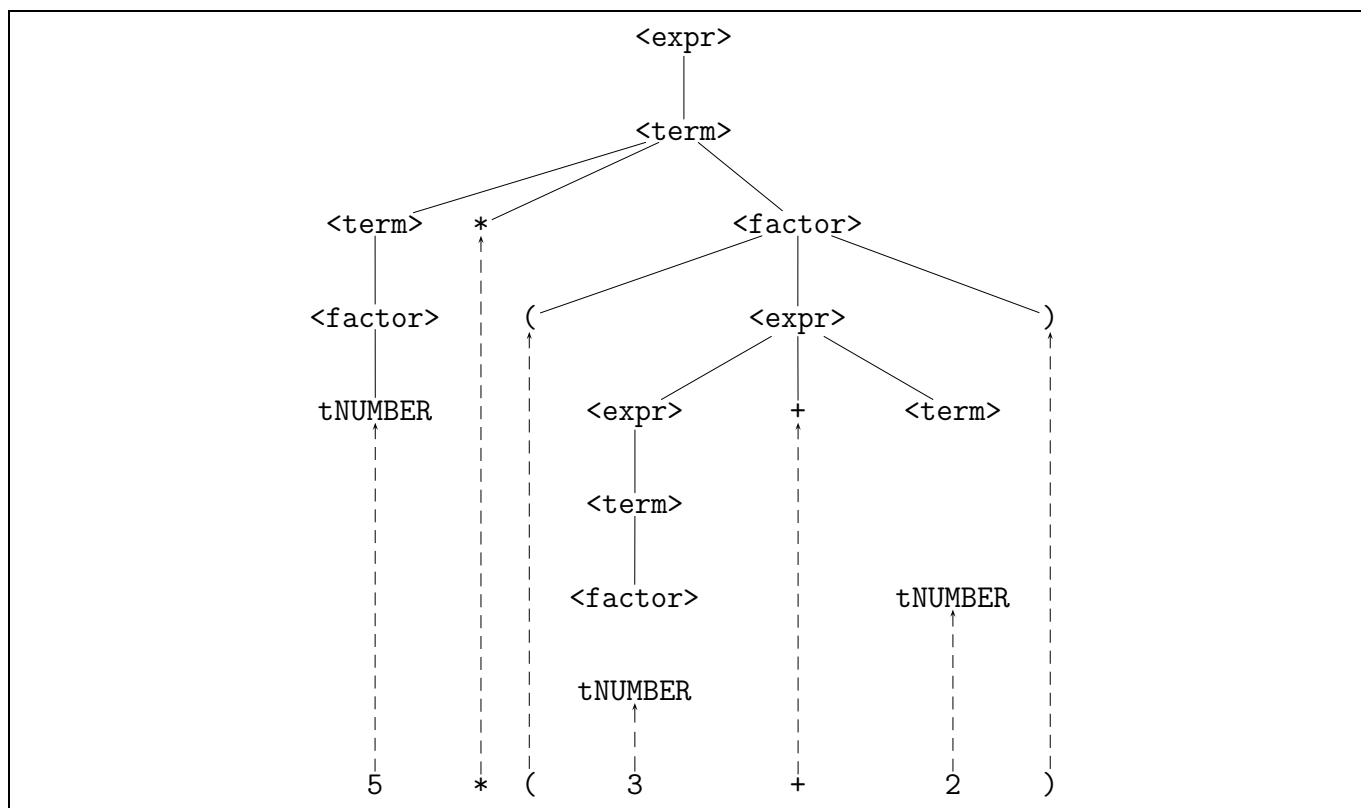 <expr>
<term>
<term> * <factor>
<factor> ( <expr> )
tNUMBER <expr> + <term>
<term>
<factor> tNUMBER
tNUMBER
5 * ( 3 + 2 )